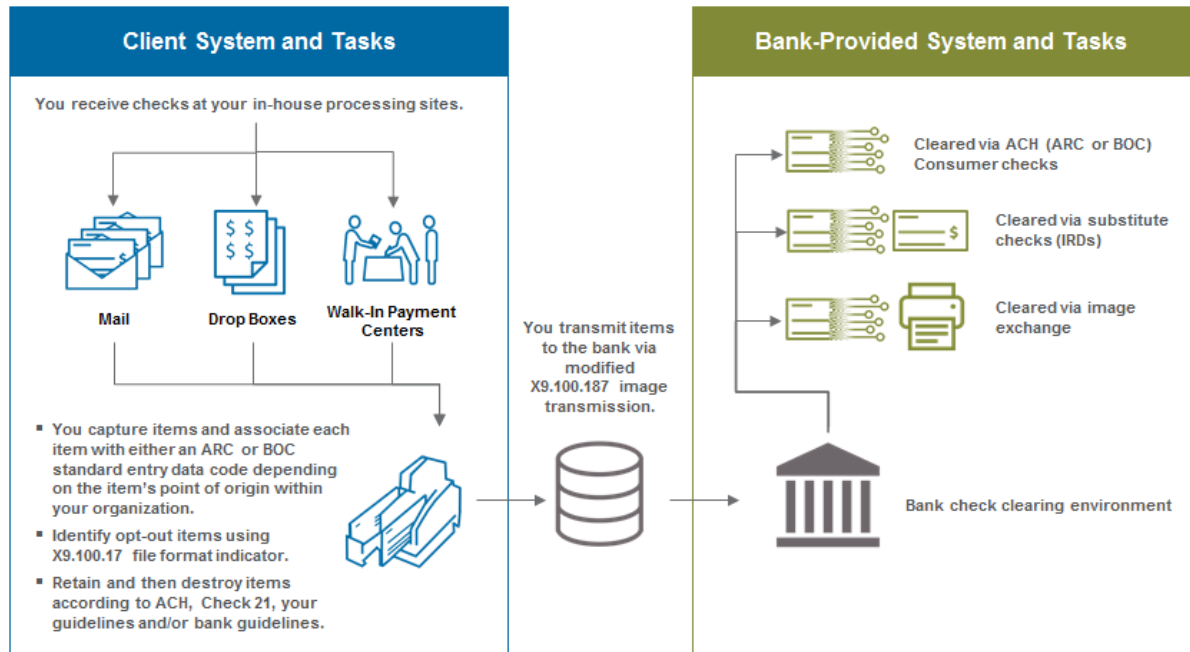 Client System and Tasks
You receive checks at your in-house processing sites.
Mail
Drop Boxes
Walk-In Payment
Centers
▪ You capture items and associate each
item with either an ARC or BOC
standard entry data code depending
on the item's point of origin within
your organization.
▪ Identify opt-out items using
X9.100.17 file format indicator.
▪ Retain and then destroy items
according to ACH, Check 21, your
guidelines and/or bank guidelines.
You transmit items
to the bank via
modified
X9.100.187 image
transmission.
Bank-Provided System and Tasks
Cleared via ACH (ARC or BOC)
Consumer checks
Cleared via substitute
checks (IRDs)
Cleared via image
exchange
Bank check clearing environment